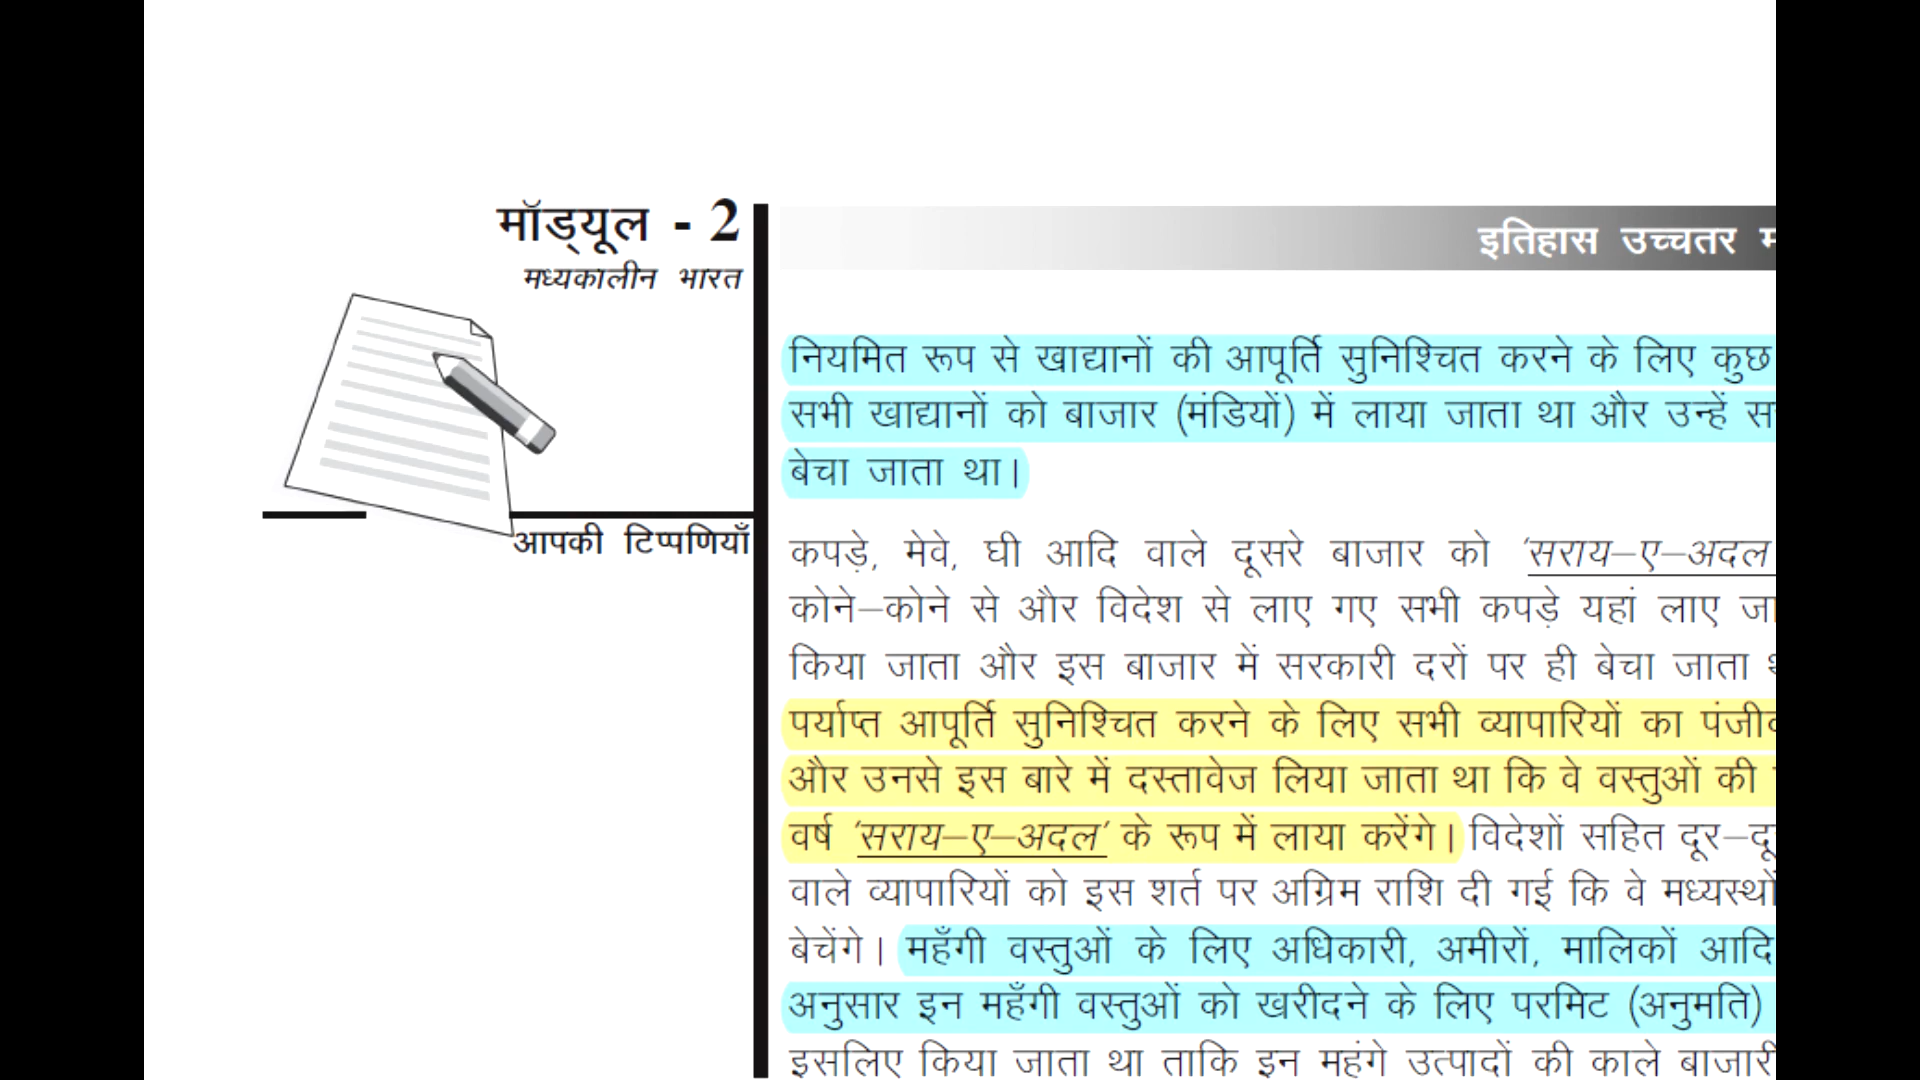 मॉड्यूल - 2
मध्यकालीन भारत
आपकी टिप्पणियाँ
इतिहास उच्चतर
नियमित रूप से खाद्यानों की आपूर्ति सुनिश्चित करने के लिए कुछ
सभी खाद्यानों को बाजार (मंडियों) में लाया जाता था और उन्हें
बेचा जाता था।
कपड़े, मेवे, घी आदि वाले दूसरे बाजार को 'सराय–ए–अदल
कोने–कोने से और विदेश से लाए गए सभी कपड़े यहां लाए
किया जाता और इस बाजार में सरकारी दरों पर ही बेचा जाता
पर्याप्त आपूर्ति सुनिश्चित करने के लिए सभी व्यापारियों का
और उनसे इस बारे में दस्तावेज लिया जाता था कि वे वस्तुओं की
वर्ष 'सराय–ए–अदल' के रूप में लाया करेंगे। विदेशों सहित
वाले व्यापारियों को इस शर्त पर अग्रिम राशि दी गई कि वे मध्यस्थों
बेचेंगे। महँगी वस्तुओं के लिए अधिकारी, अमीरों, मालिकों आदि
अनुसार इन महँगी वस्तुओं को खरीदने के लिए परमिट (अनुमति)
इसलिए किया जाता था ताकि इन महंगे उत्पादों की काले बाजारी